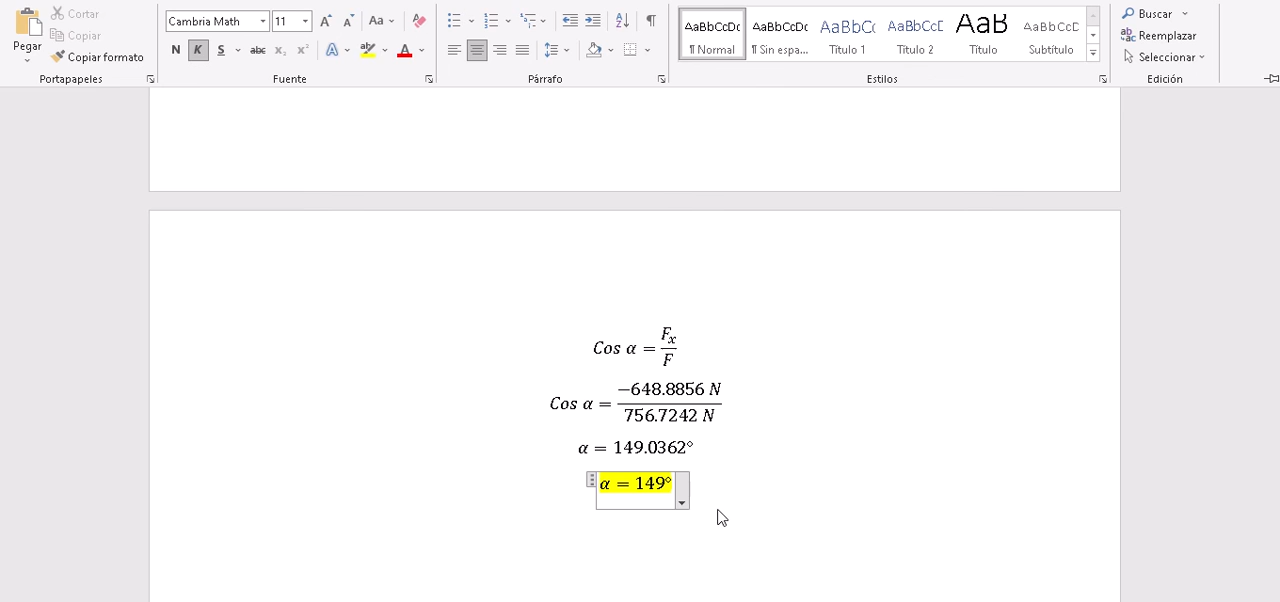 Pegar
Cortar
Copiar
Copiar formato
Portapapeles
Cambria Math 11 A A Aa
N K S abc x₂ x² A A
Fuente
Párrafo
AaBbCcDc AaBbCcDc AaBbC( AaBbCcE AaB AaBbCcD
¶ Normal ¶ Sin espa... Título 1 Título 2 Título Subtítulo
Estilos
Buscar
Reemplazar
Seleccionar
Edición
Cos α = Fₓ/F
Cos α = −648.8856 N/756.7242 N
α = 149.0362°
α = 149°